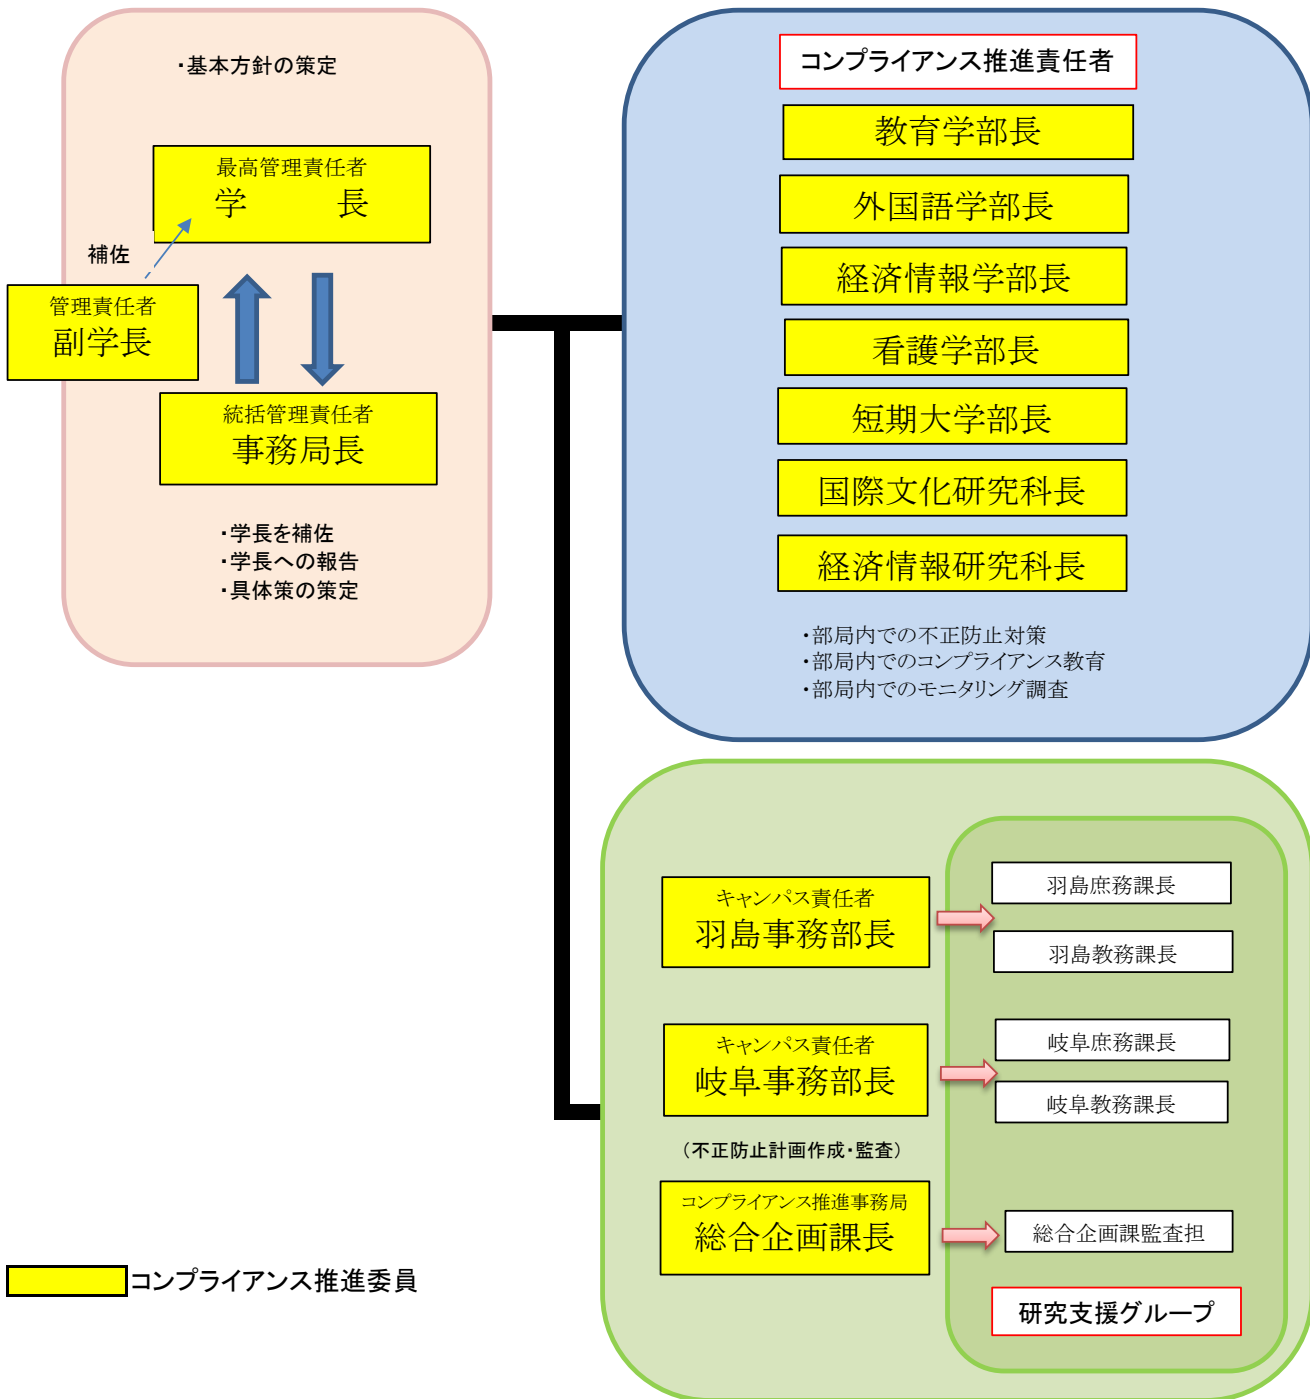 ・基本方針の策定
最高管理責任者
学　　　長
補佐
管理責任者
副学長
統括管理責任者
事務局長
・学長を補佐
・学長への報告
・具体策の策定
コンプライアンス推進責任者
教育学部長
外国語学部長
経済情報学部長
看護学部長
短期大学部長
国際文化研究科長
経済情報研究科長
・部局内での不正防止対策
・部局内でのコンプライアンス教育
・部局内でのモニタリング調査
キャンパス責任者
羽島事務部長
羽島庶務課長
羽島教務課長
キャンパス責任者
岐阜事務部長
岐阜庶務課長
岐阜教務課長
（不正防止計画作成・監査）
コンプライアンス推進事務局
総合企画課長
総合企画課監査担
研究支援グループ
コンプライアンス推進委員